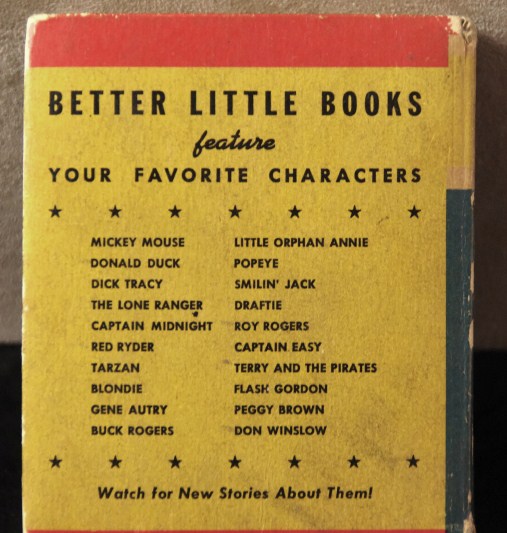 BETTER LITTLE BOOKS
feature
YOUR FAVORITE CHARACTERS
MICKEY MOUSE
DONALD DUCK
DICK TRACY
THE LONE RANGER
CAPTAIN MIDNIGHT
RED RYDER
TARZAN
BLONDIE
GENE AUTRY
BUCK ROGERS
LITTLE ORPHAN ANNIE
POPEYE
SMILIN' JACK
DRAFTIE
ROY ROGERS
CAPTAIN EASY
TERRY AND THE PIRATES
FLASK GORDON
PEGGY BROWN
DON WINSLOW
Watch for New Stories About Them!